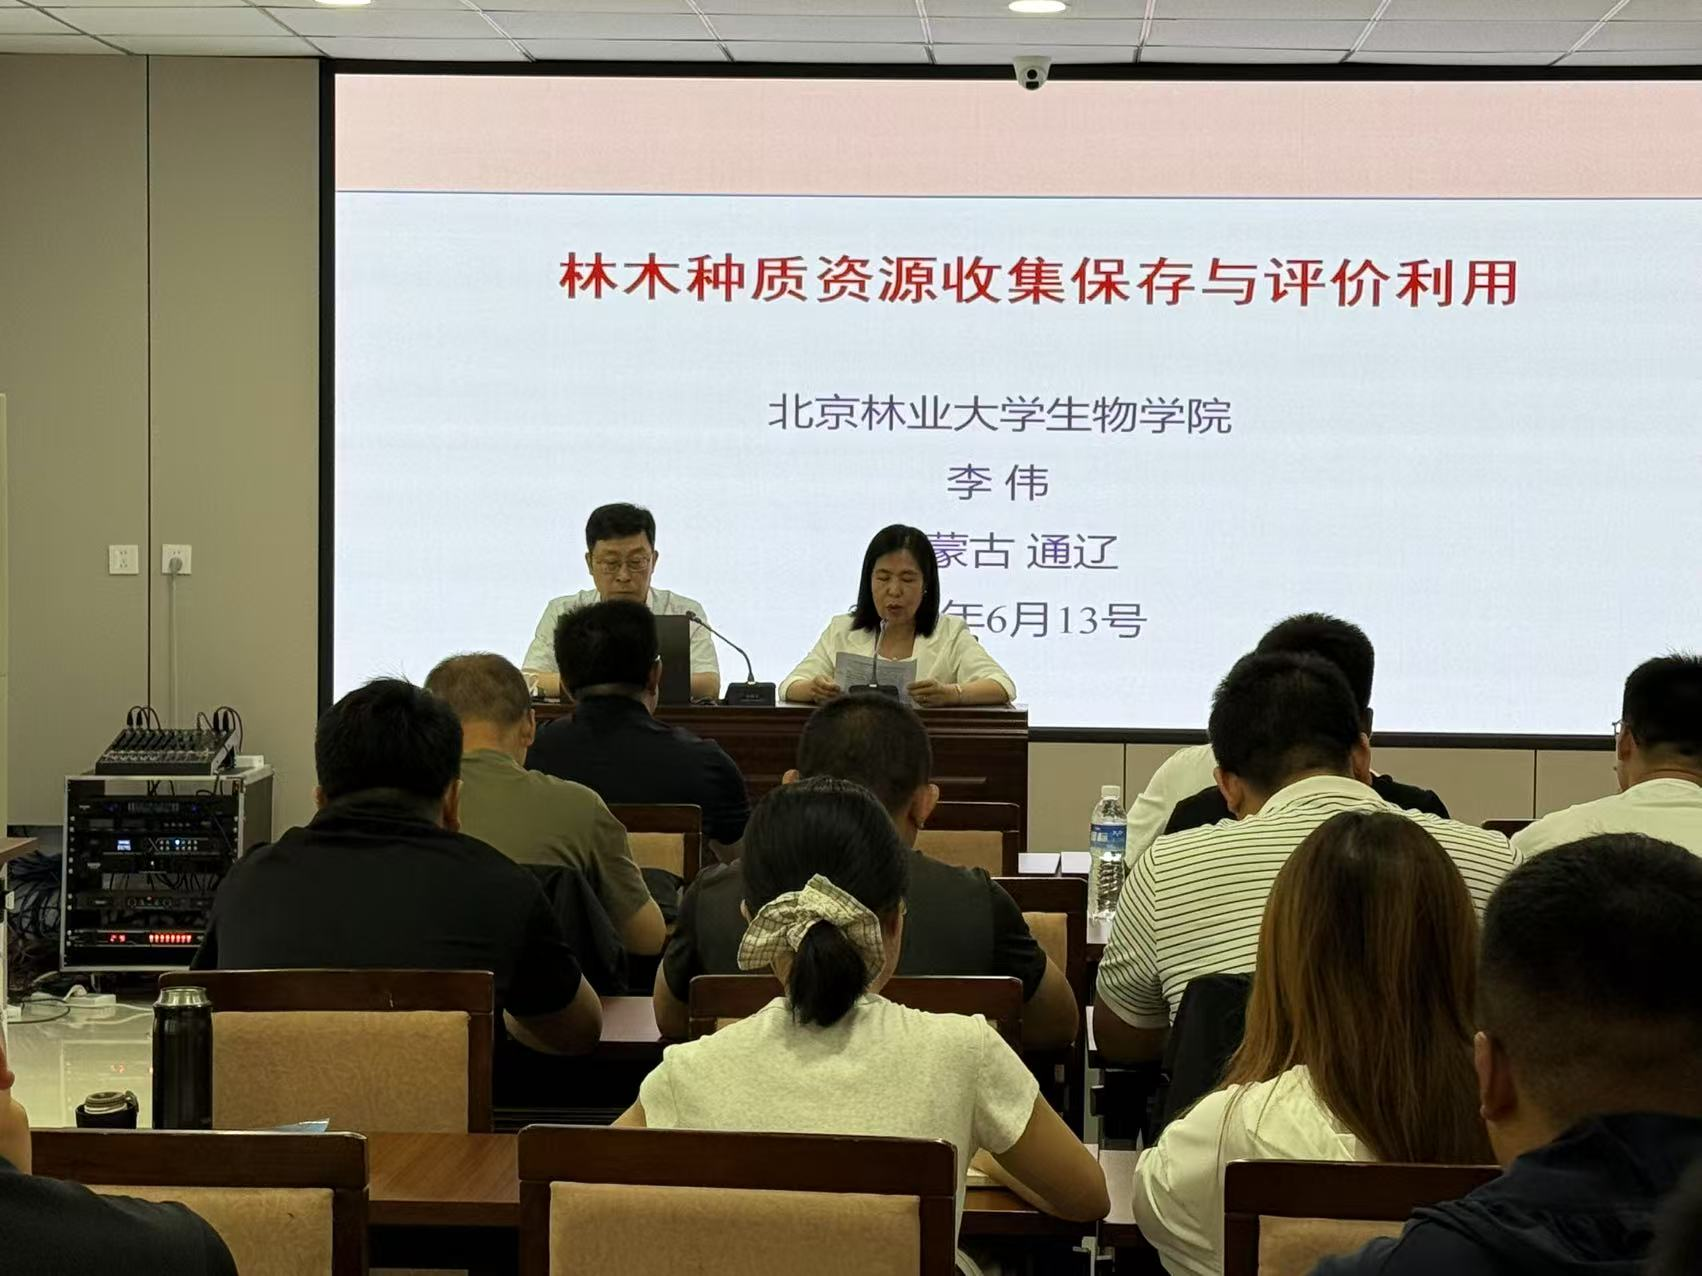 林木种质资源收集保存与评价利用
北京林业大学生物学院
李 伟
蒙古 通辽
年6月13号